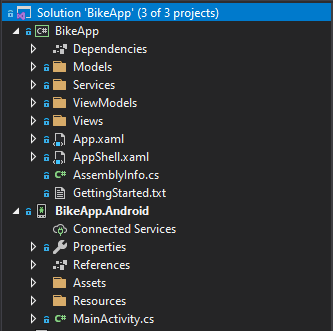 Solution 'BikeApp' (3 of 3 projects)
C# BikeApp
Dependencies
Models
Services
ViewModels
Views
App.xaml
AppShell.xaml
C# AssemblyInfo.cs
GettingStarted.txt
BikeApp.Android
Connected Services
Properties
References
Assets
Resources
C# MainActivity.cs